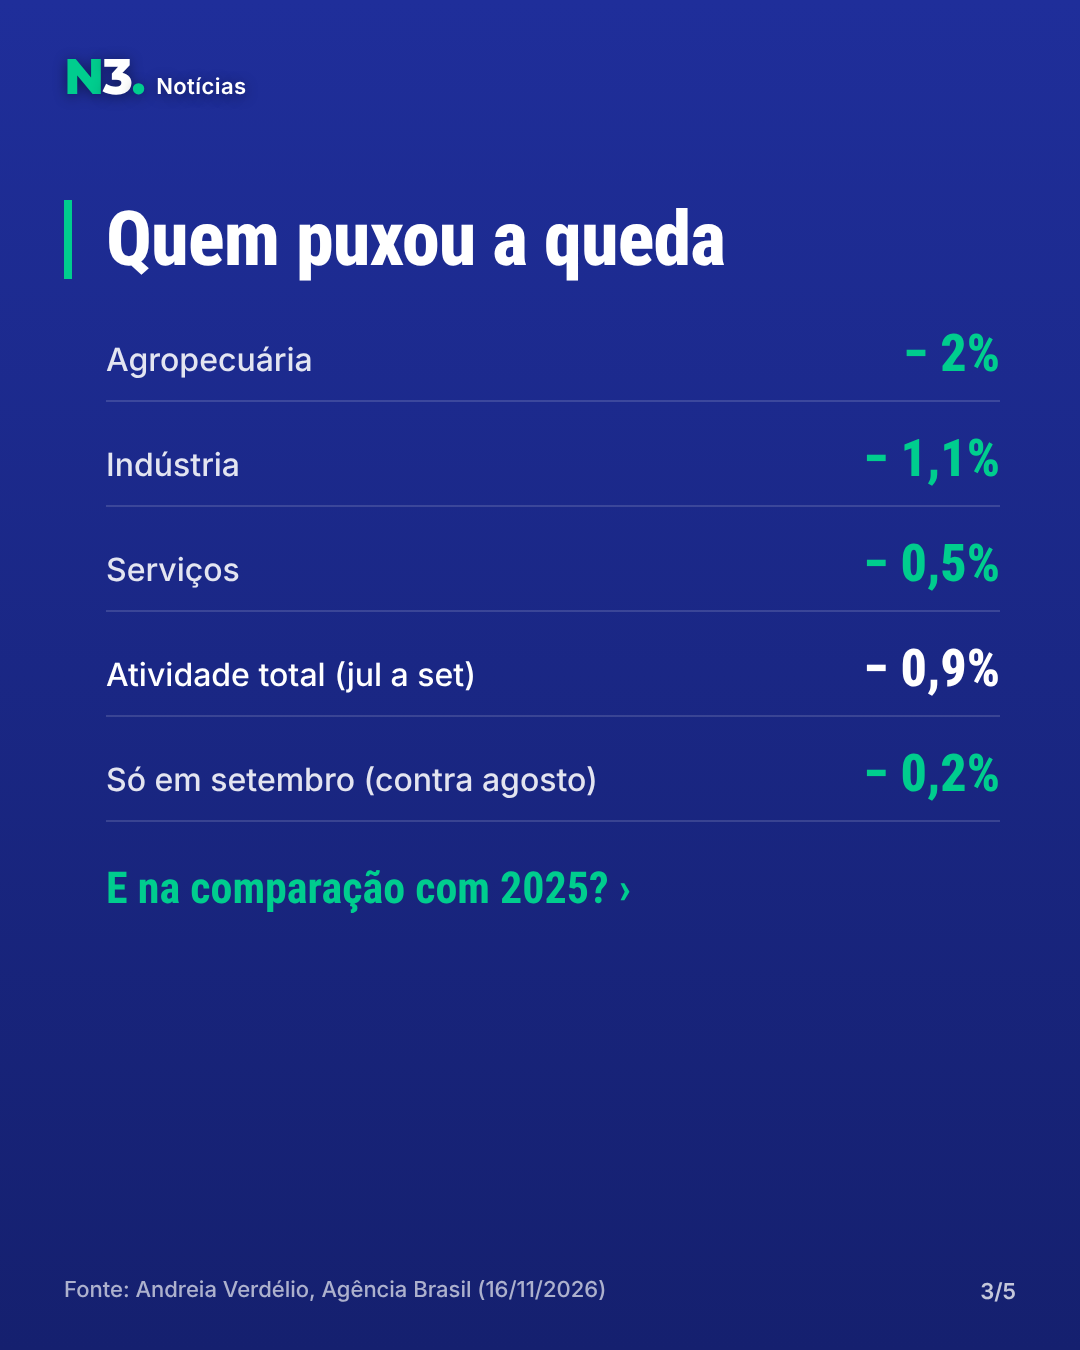 N3. Notícias
Quem puxou a queda
Agropecuária − 2%
Indústria − 1,1%
Serviços − 0,5%
Atividade total (jul a set) − 0,9%
Só em setembro (contra agosto) − 0,2%
E na comparação com 2025? ›
Fonte: Andreia Verdélio, Agência Brasil (16/11/2026) 3/5